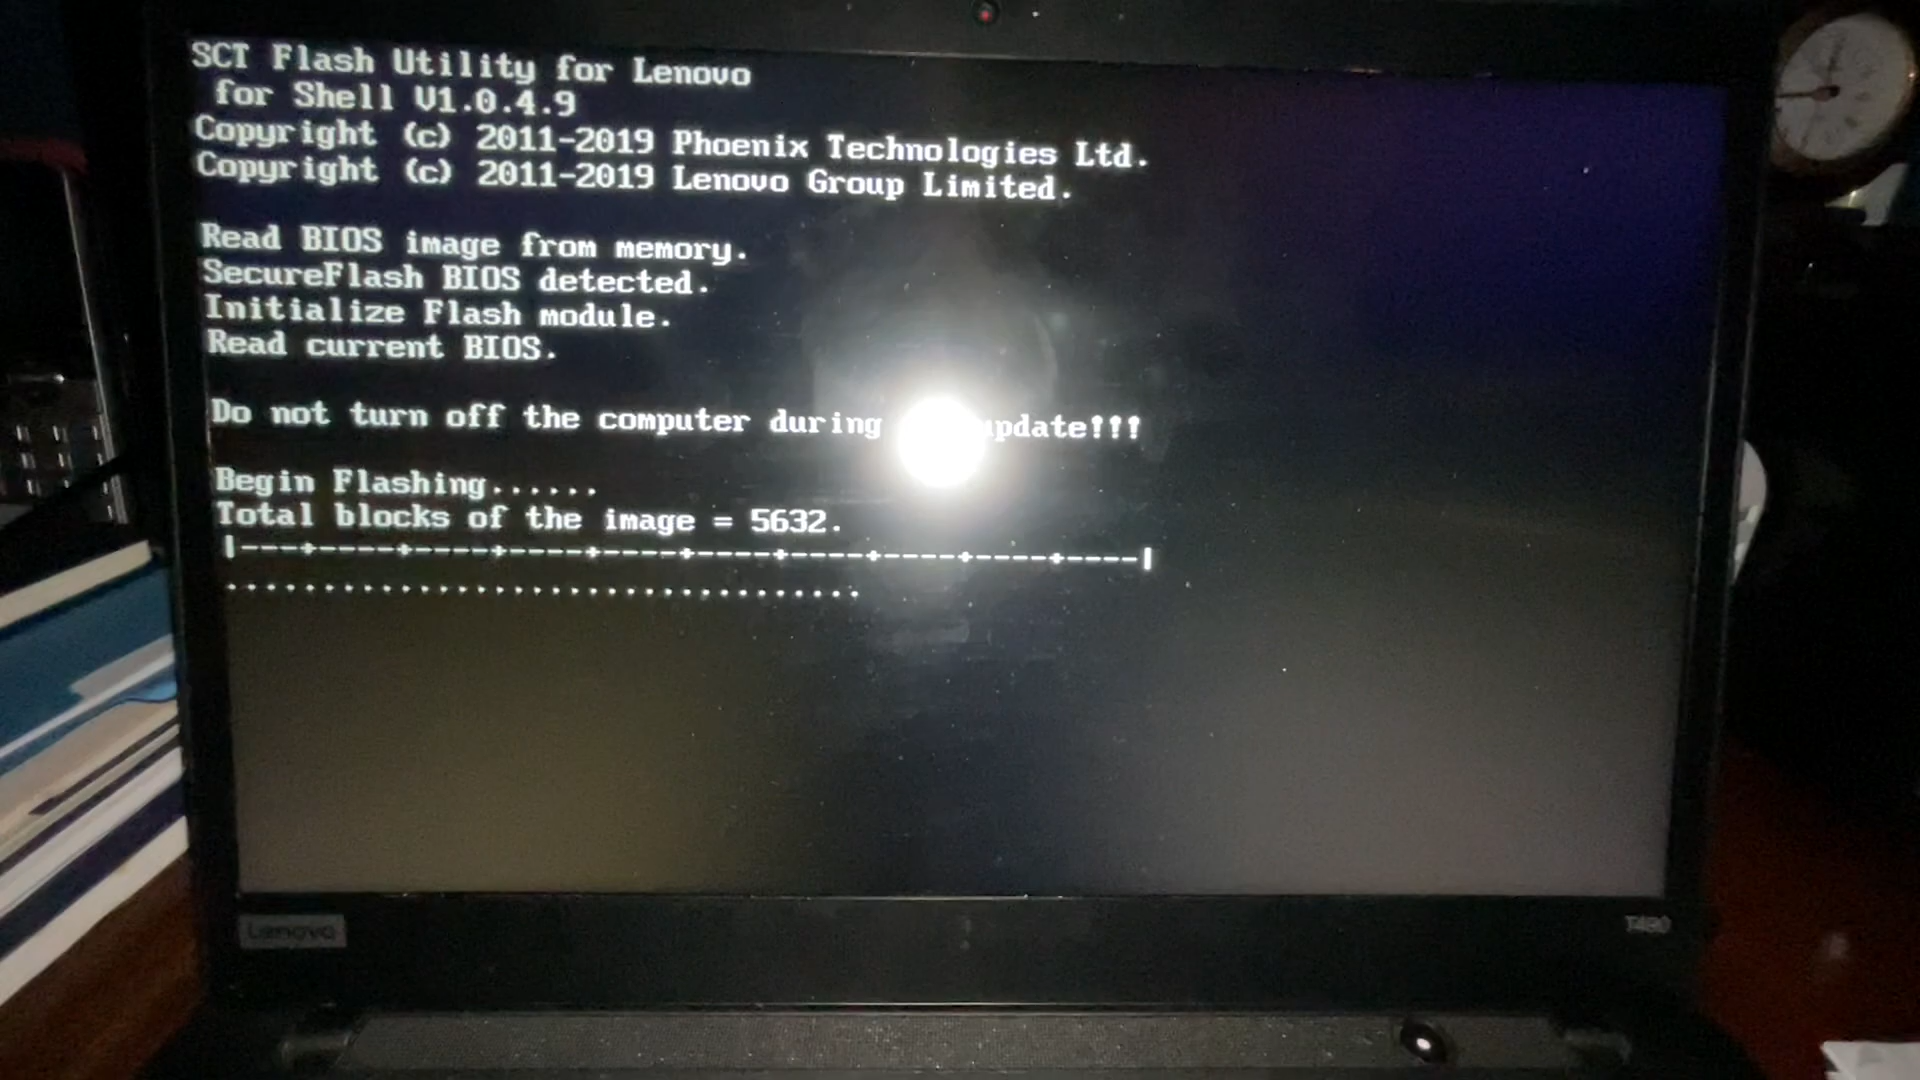 SCT Flash Utility for Lenovo
for Shell V1.0.4.9
Copyright (c) 2011-2019 Phoenix Technologies Ltd.
Copyright (c) 2011-2019 Lenovo Group Limited.
Read BIOS image from memory.
SecureFlash BIOS detected.
Initialize Flash module.
Read current BIOS.
Do not turn off the computer during update!!!
Begin Flashing......
Total blocks of the image = 5632.
|----+----+----+----+----+----+----+----+----+----|
.................................
Lenovo
T490